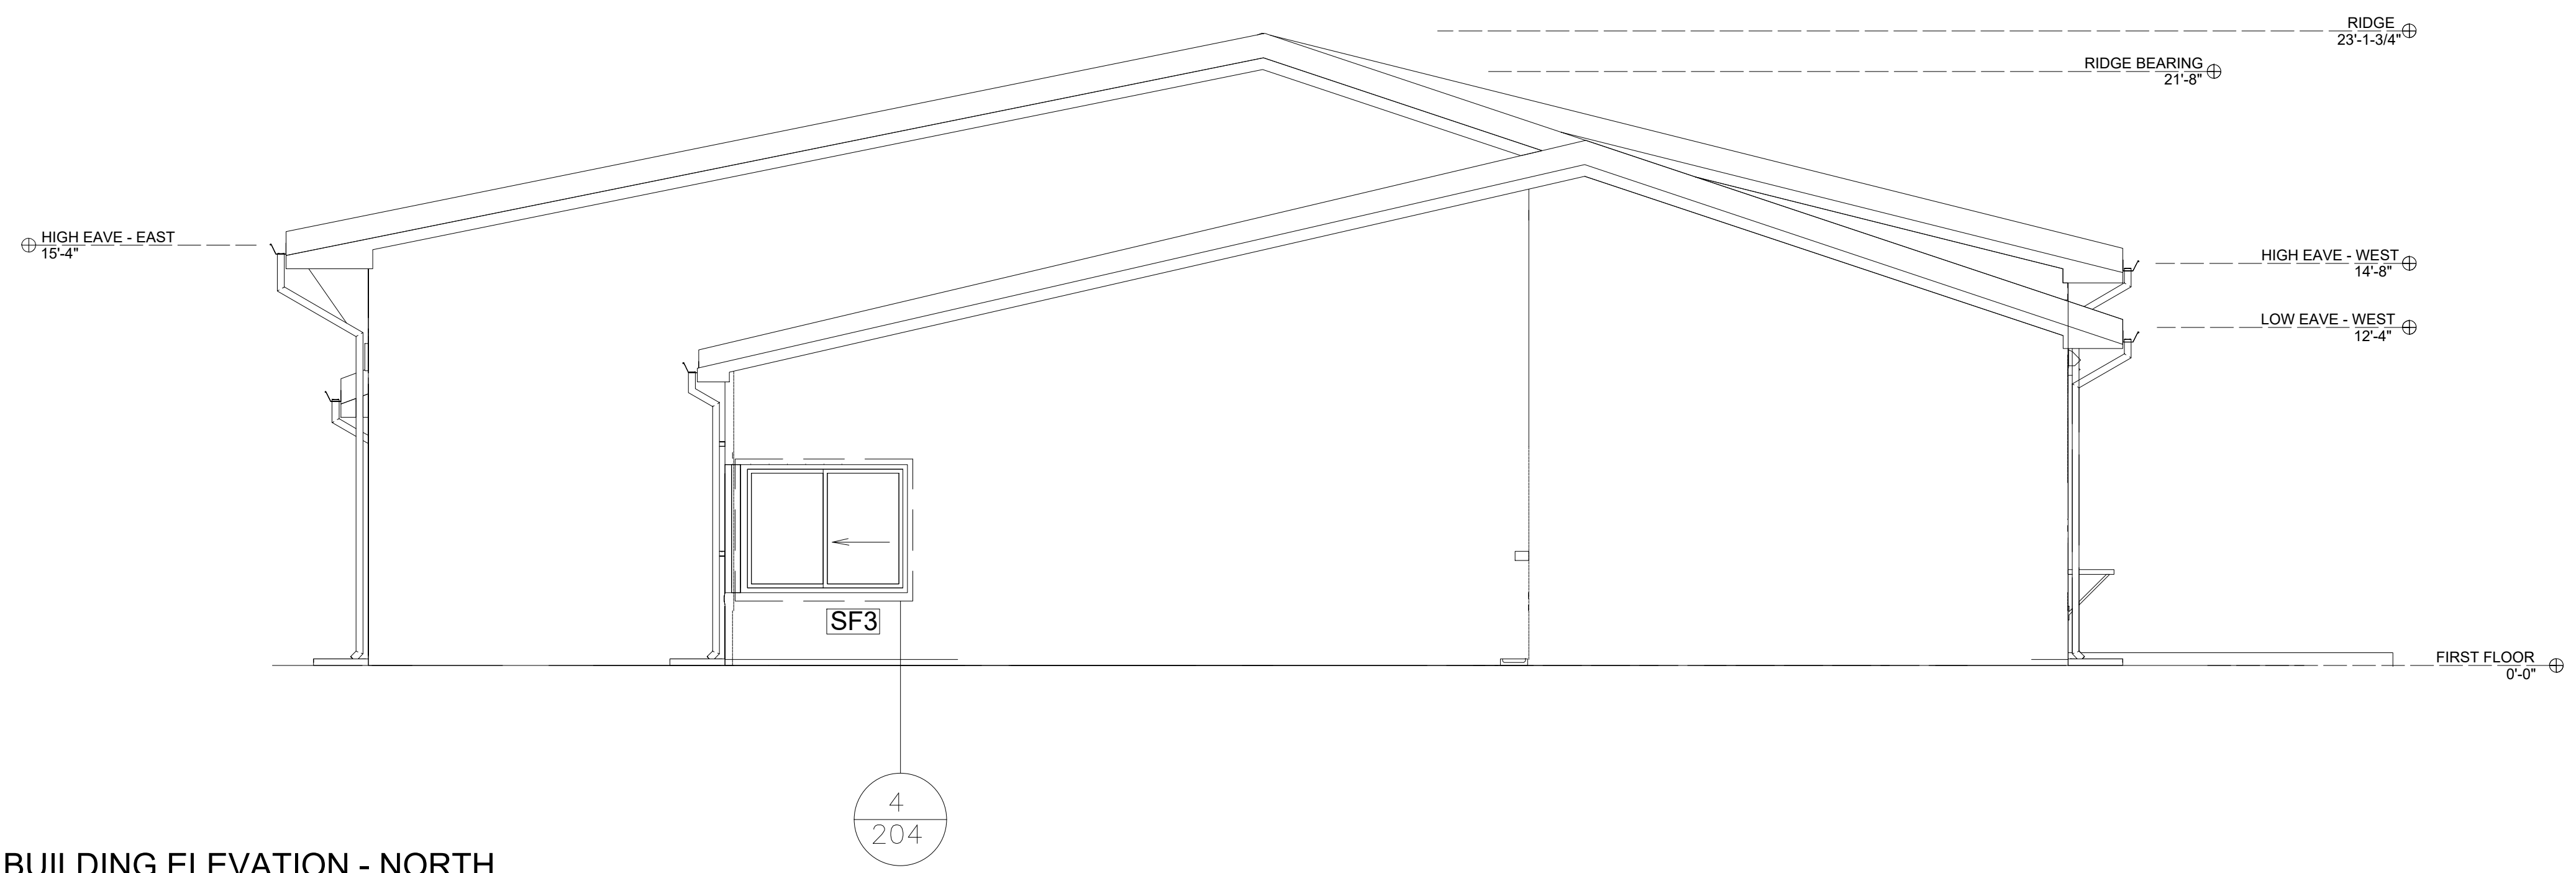 RIDGE
23'-1-3/4"
RIDGE BEARING
21'-8"
HIGH EAVE - EAST
15'-4"
HIGH EAVE - WEST
14'-8"
LOW EAVE - WEST
12'-4"
SF3
FIRST FLOOR
0'-0"
4
204
BUILDING ELEVATION - NORTH